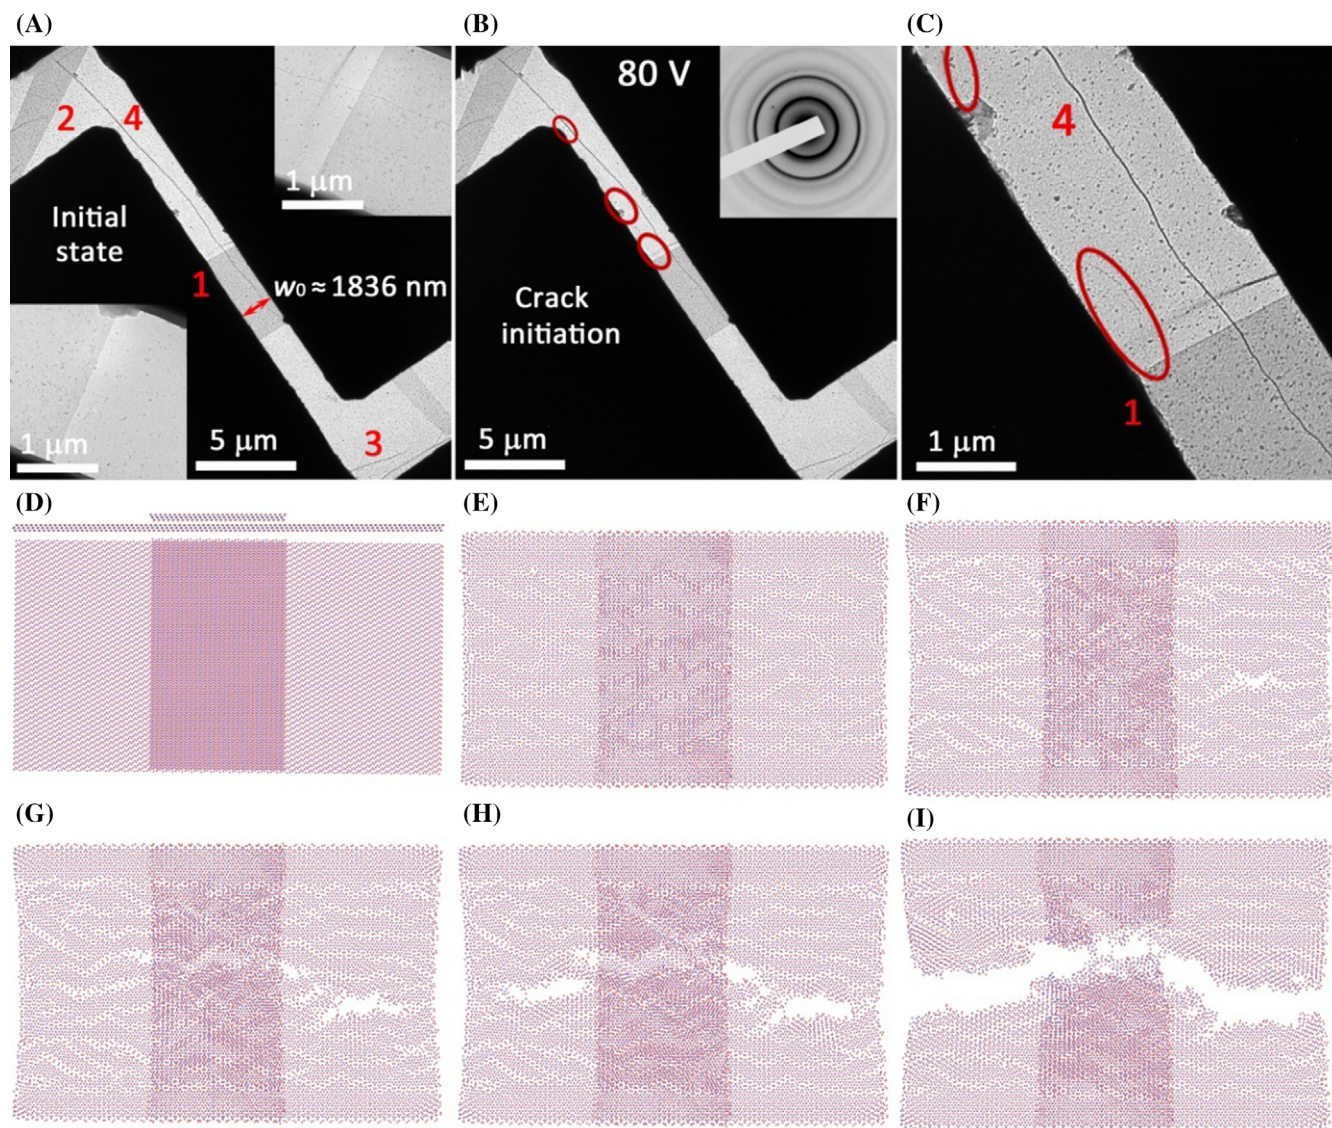 (A)
2
4
1 μm
Initial
state
1
w₀ ≈ 1836 nm
1 μm
5 μm
3
(B)
80 V
Crack
initiation
5 μm
(C)
4
1
1 μm
(D)
(E)
(F)
(G)
(H)
(I)